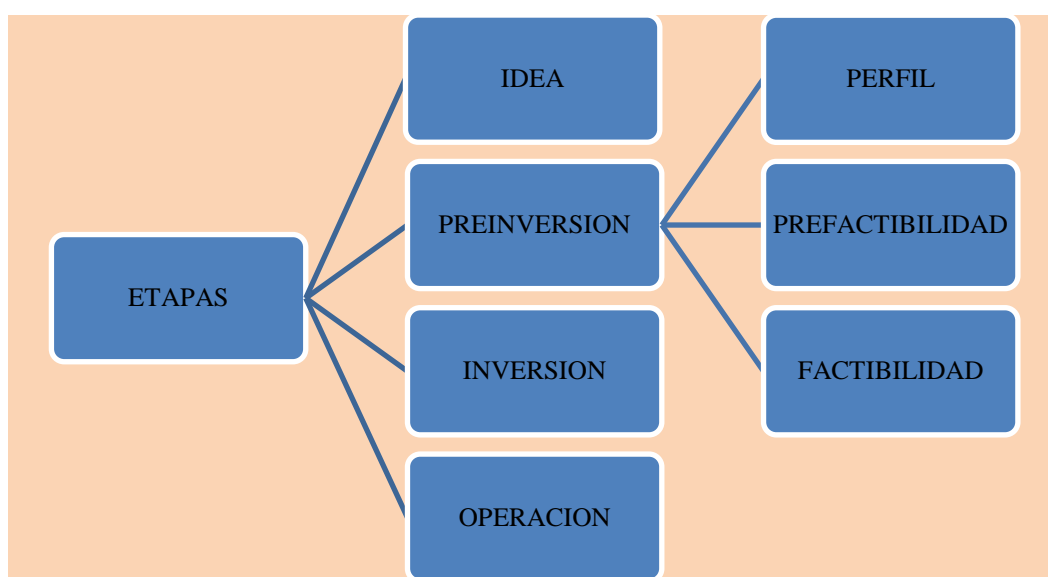 ETAPAS
IDEA
PREINVERSION
INVERSION
OPERACION
PERFIL
PREFACTIBILIDAD
FACTIBILIDAD